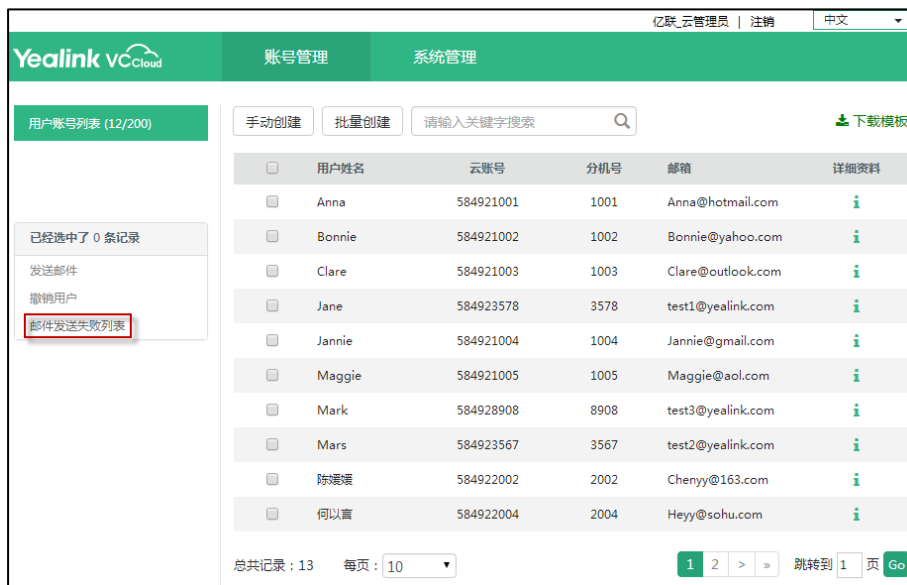 亿联_云管理员 | 注销 中文
Yealink VCCloud 账号管理 系统管理
用户账号列表 (12/200)
手动创建 批量创建 请输入关键字搜索 下载模板
用户姓名 云账号 分机号 邮箱 详细资料
Anna 584921001 1001 Anna@hotmail.com
Bonnie 584921002 1002 Bonnie@yahoo.com
Clare 584921003 1003 Clare@outlook.com
Jane 584923578 3578 test1@yealink.com
Jannie 584921004 1004 Jannie@gmail.com
Maggie 584921005 1005 Maggie@aol.com
Mark 584928908 8908 test3@yealink.com
Mars 584923567 3567 test2@yealink.com
陈媛媛 584922002 2002 Chenyy@163.com
何以言 584922004 2004 Heyy@sohu.com
已经选中了 0 条记录
发送邮件
撤销用户
邮件发送失败列表
总共记录：13 每页：10 1 2 > » 跳转到 1 页 Go